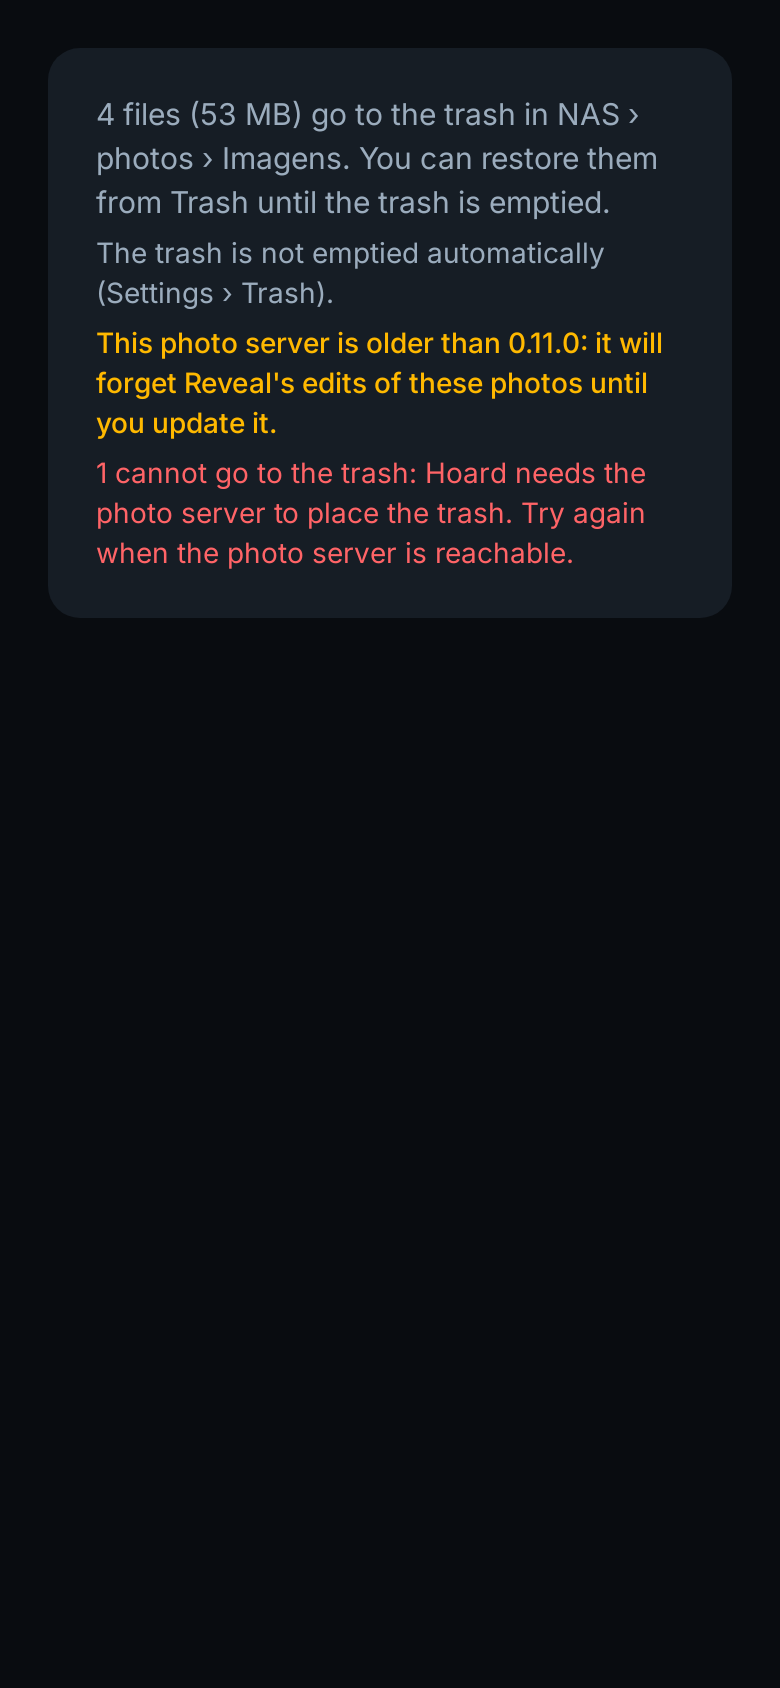 4 files (53 MB) go to the trash in NAS ›
photos › Imagens. You can restore them
from Trash until the trash is emptied.
The trash is not emptied automatically
(Settings › Trash).
This photo server is older than 0.11.0: it will
forget Reveal's edits of these photos until
you update it.
1 cannot go to the trash: Hoard needs the
photo server to place the trash. Try again
when the photo server is reachable.